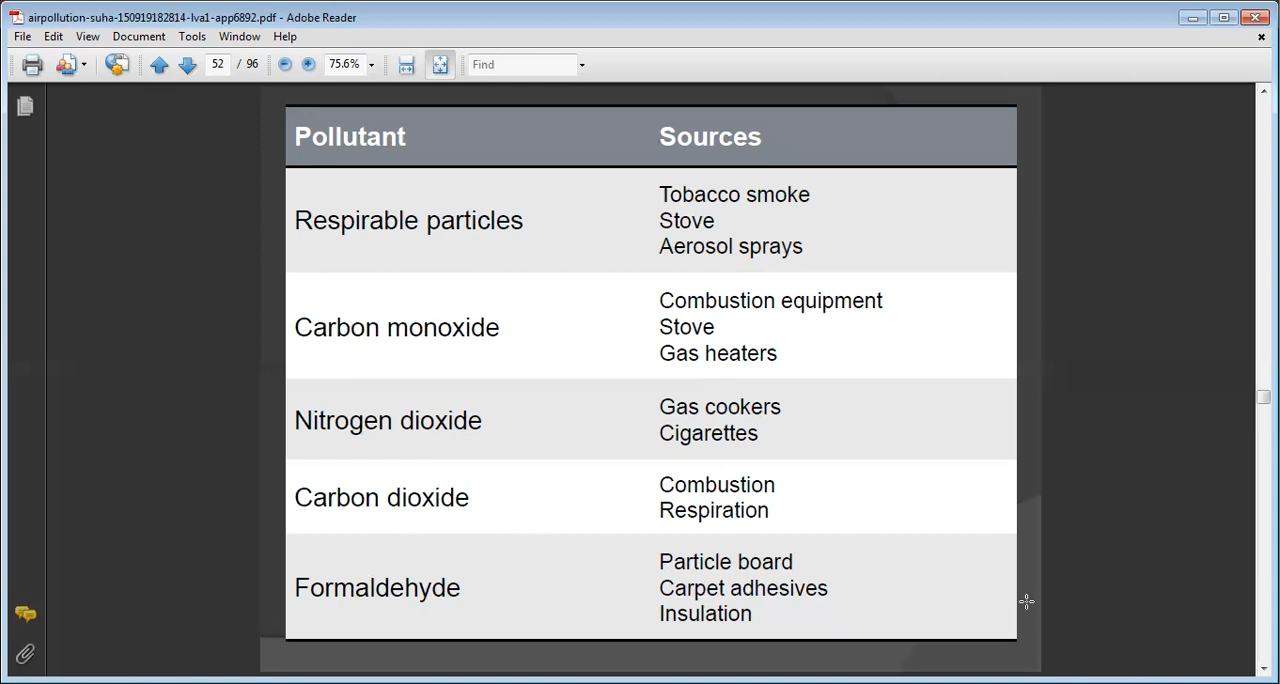 airpollution-suha-150919182814-lva1-app6892.pdf - Adobe Reader
File Edit View Document Tools Window Help
52 / 96 75.6% Find
Pollutant Sources
Respirable particles
Tobacco smoke
Stove
Aerosol sprays
Carbon monoxide
Combustion equipment
Stove
Gas heaters
Nitrogen dioxide
Gas cookers
Cigarettes
Carbon dioxide
Combustion
Respiration
Formaldehyde
Particle board
Carpet adhesives
Insulation